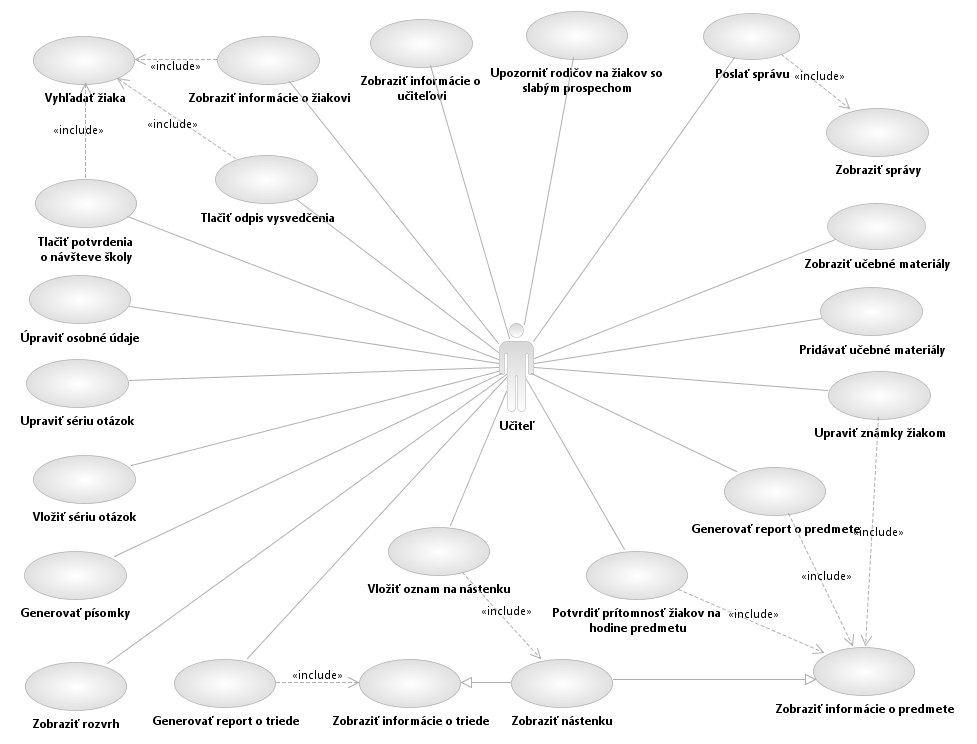 «include»
Vyhľadať žiaka
Zobraziť informácie o žiakovi
Zobraziť informácie o
učiteľovi
Upozorniť rodičov na žiakov so
slabým prospechom
Poslať správu
«include»
Zobraziť správy
«include»
«include»
Tlačiť odpis vysvedčenia
Tlačiť potvrdenia
o návšteve školy
Zobraziť učebné materiály
Úpraviť osobné údaje
Pridávať učebné materiály
Upraviť sériu otázok
Učiteľ
Upraviť známky žiakom
Vložiť sériu otázok
Generovať report o predmete
«include»
«include»
Generovať písomky
Vložiť oznam na nástenku
«include»
Potvrdiť prítomnosť žiakov na
hodine predmetu
«include»
Zobraziť rozvrh
Generovať report o triede
«include»
Zobraziť informácie o triede
Zobraziť nástenku
Zobraziť informácie o predmete